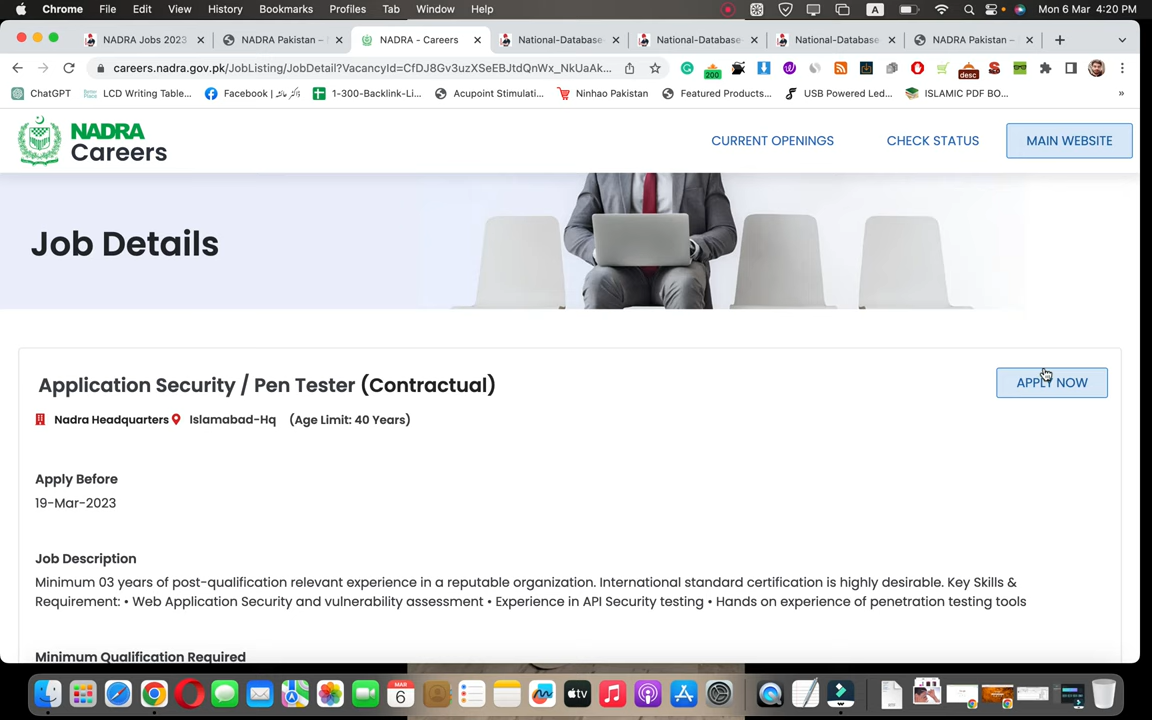 Chrome File Edit View History Bookmarks Profiles Tab Window Help A Mon 6 Mar 4:20 PM
NADRA Jobs 2023 NADRA Pakistan – NADRA - Careers National-Database National-Database National-Database NADRA Pakistan –
careers.nadra.gov.pk/JobListing/JobDetail?VacancyId=CfDJ8Gv3uzXSeEBJtdQnWx_NkUaAk... 200 desc
ChatGPT LCD Writing Table... Facebook | 1-300-Backlink-Li... Acupoint Stimulati... Ninhao Pakistan Featured Products... USB Powered Led... ISLAMIC PDF BO... »
NADRA
Careers
CURRENT OPENINGS CHECK STATUS MAIN WEBSITE
Job Details
Application Security / Pen Tester (Contractual)
APPLY NOW
Nadra Headquarters Islamabad-Hq (Age Limit: 40 Years)
Apply Before
19-Mar-2023
Job Description
Minimum 03 years of post-qualification relevant experience in a reputable organization. International standard certification is highly desirable. Key Skills &
Requirement: • Web Application Security and vulnerability assessment • Experience in API Security testing • Hands on experience of penetration testing tools
Minimum Qualification Required
MAR
6
tv